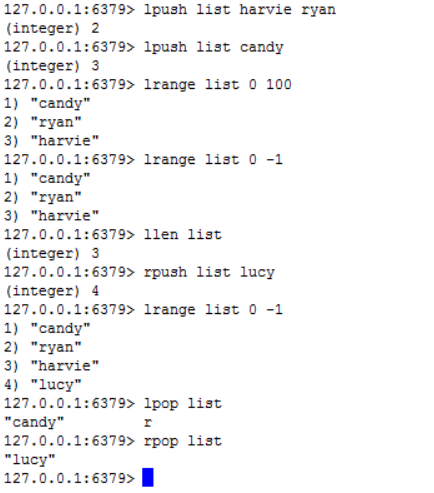 127.0.0.1:6379> lpush list harvie ryan
(integer) 2
127.0.0.1:6379> lpush list candy
(integer) 3
127.0.0.1:6379> lrange list 0 100
1) "candy"
2) "ryan"
3) "harvie"
127.0.0.1:6379> lrange list 0 -1
1) "candy"
2) "ryan"
3) "harvie"
127.0.0.1:6379> llen list
(integer) 3
127.0.0.1:6379> rpush list lucy
(integer) 4
127.0.0.1:6379> lrange list 0 -1
1) "candy"
2) "ryan"
3) "harvie"
4) "lucy"
127.0.0.1:6379> lpop list
"candy" r
127.0.0.1:6379> rpop list
"lucy"
127.0.0.1:6379>